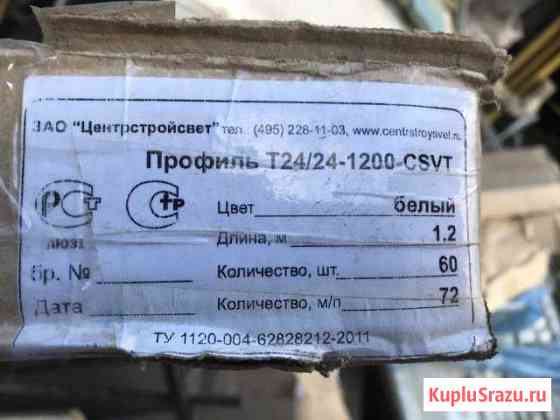 ЗАО "Центрстройсвет" тел.: (495) 228-11-03, www.centrstroysvet.ru
Профиль Т24/24-1200-CSVT
Цвет белый
ЛЮ31
Длина, м 1.2
бр. № Количество, шт. 60
Дата Количество, м/п 72
ТУ 1120-004-62828212-2011
KupluSrazu.ru